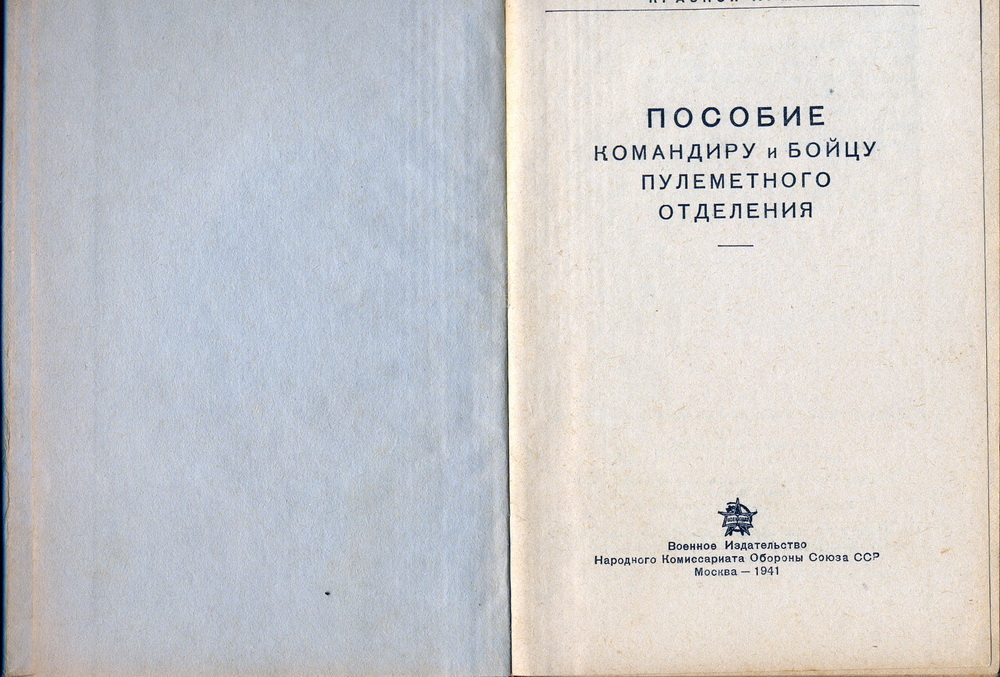 ПОСОБИЕ
КОМАНДИРУ и БОЙЦУ
ПУЛЕМЕТНОГО
ОТДЕЛЕНИЯ
Военное Издательство
Народного Комиссариата Обороны Союза ССР
Москва — 1941